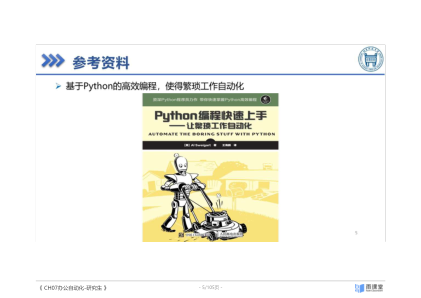 参考资料
基于Python的高效编程，使得繁琐工作自动化
Python编程快速上手
——让繁琐工作自动化
AUTOMATE THE BORING STUFF WITH PYTHON
[美] Al Sweigart 著 王海鹏 译
5
《 CH07办公自动化-研究生 》
- 5/105页 -
雨课堂